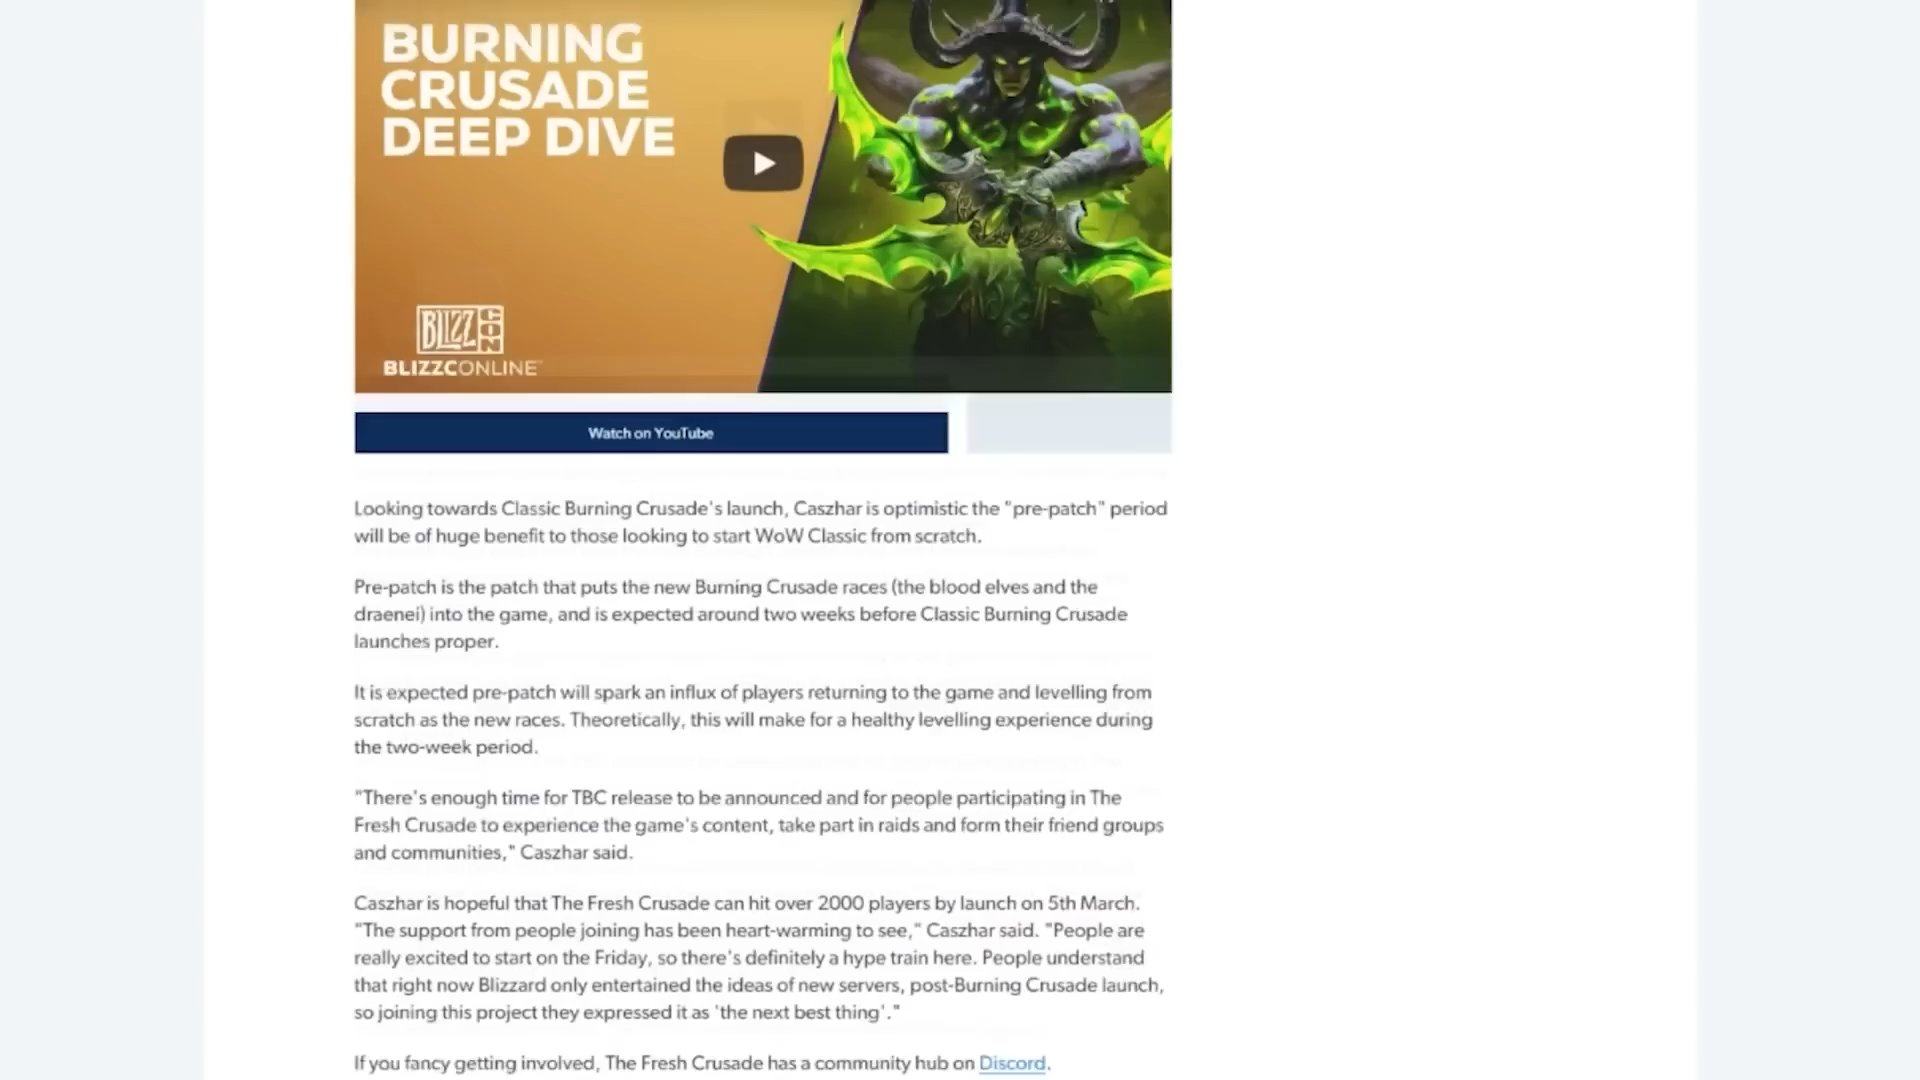 BURNING
CRUSADE
DEEP DIVE
BLIZZ
CON
BLIZZCONLINE
Watch on YouTube
Looking towards Classic Burning Crusade's launch, Caszhar is optimistic the "pre-patch" period
will be of huge benefit to those looking to start WoW Classic from scratch.
Pre-patch is the patch that puts the new Burning Crusade races (the blood elves and the
draenei) into the game, and is expected around two weeks before Classic Burning Crusade
launches proper.
It is expected pre-patch will spark an influx of players returning to the game and levelling from
scratch as the new races. Theoretically, this will make for a healthy levelling experience during
the two-week period.
"There's enough time for TBC release to be announced and for people participating in The
Fresh Crusade to experience the game's content, take part in raids and form their friend groups
and communities," Caszhar said.
Caszhar is hopeful that The Fresh Crusade can hit over 2000 players by launch on 5th March.
"The support from people joining has been heart-warming to see," Caszhar said. "People are
really excited to start on the Friday, so there's definitely a hype train here. People understand
that right now Blizzard only entertained the ideas of new servers, post-Burning Crusade launch,
so joining this project they expressed it as 'the next best thing'."
If you fancy getting involved, The Fresh Crusade has a community hub on Discord.